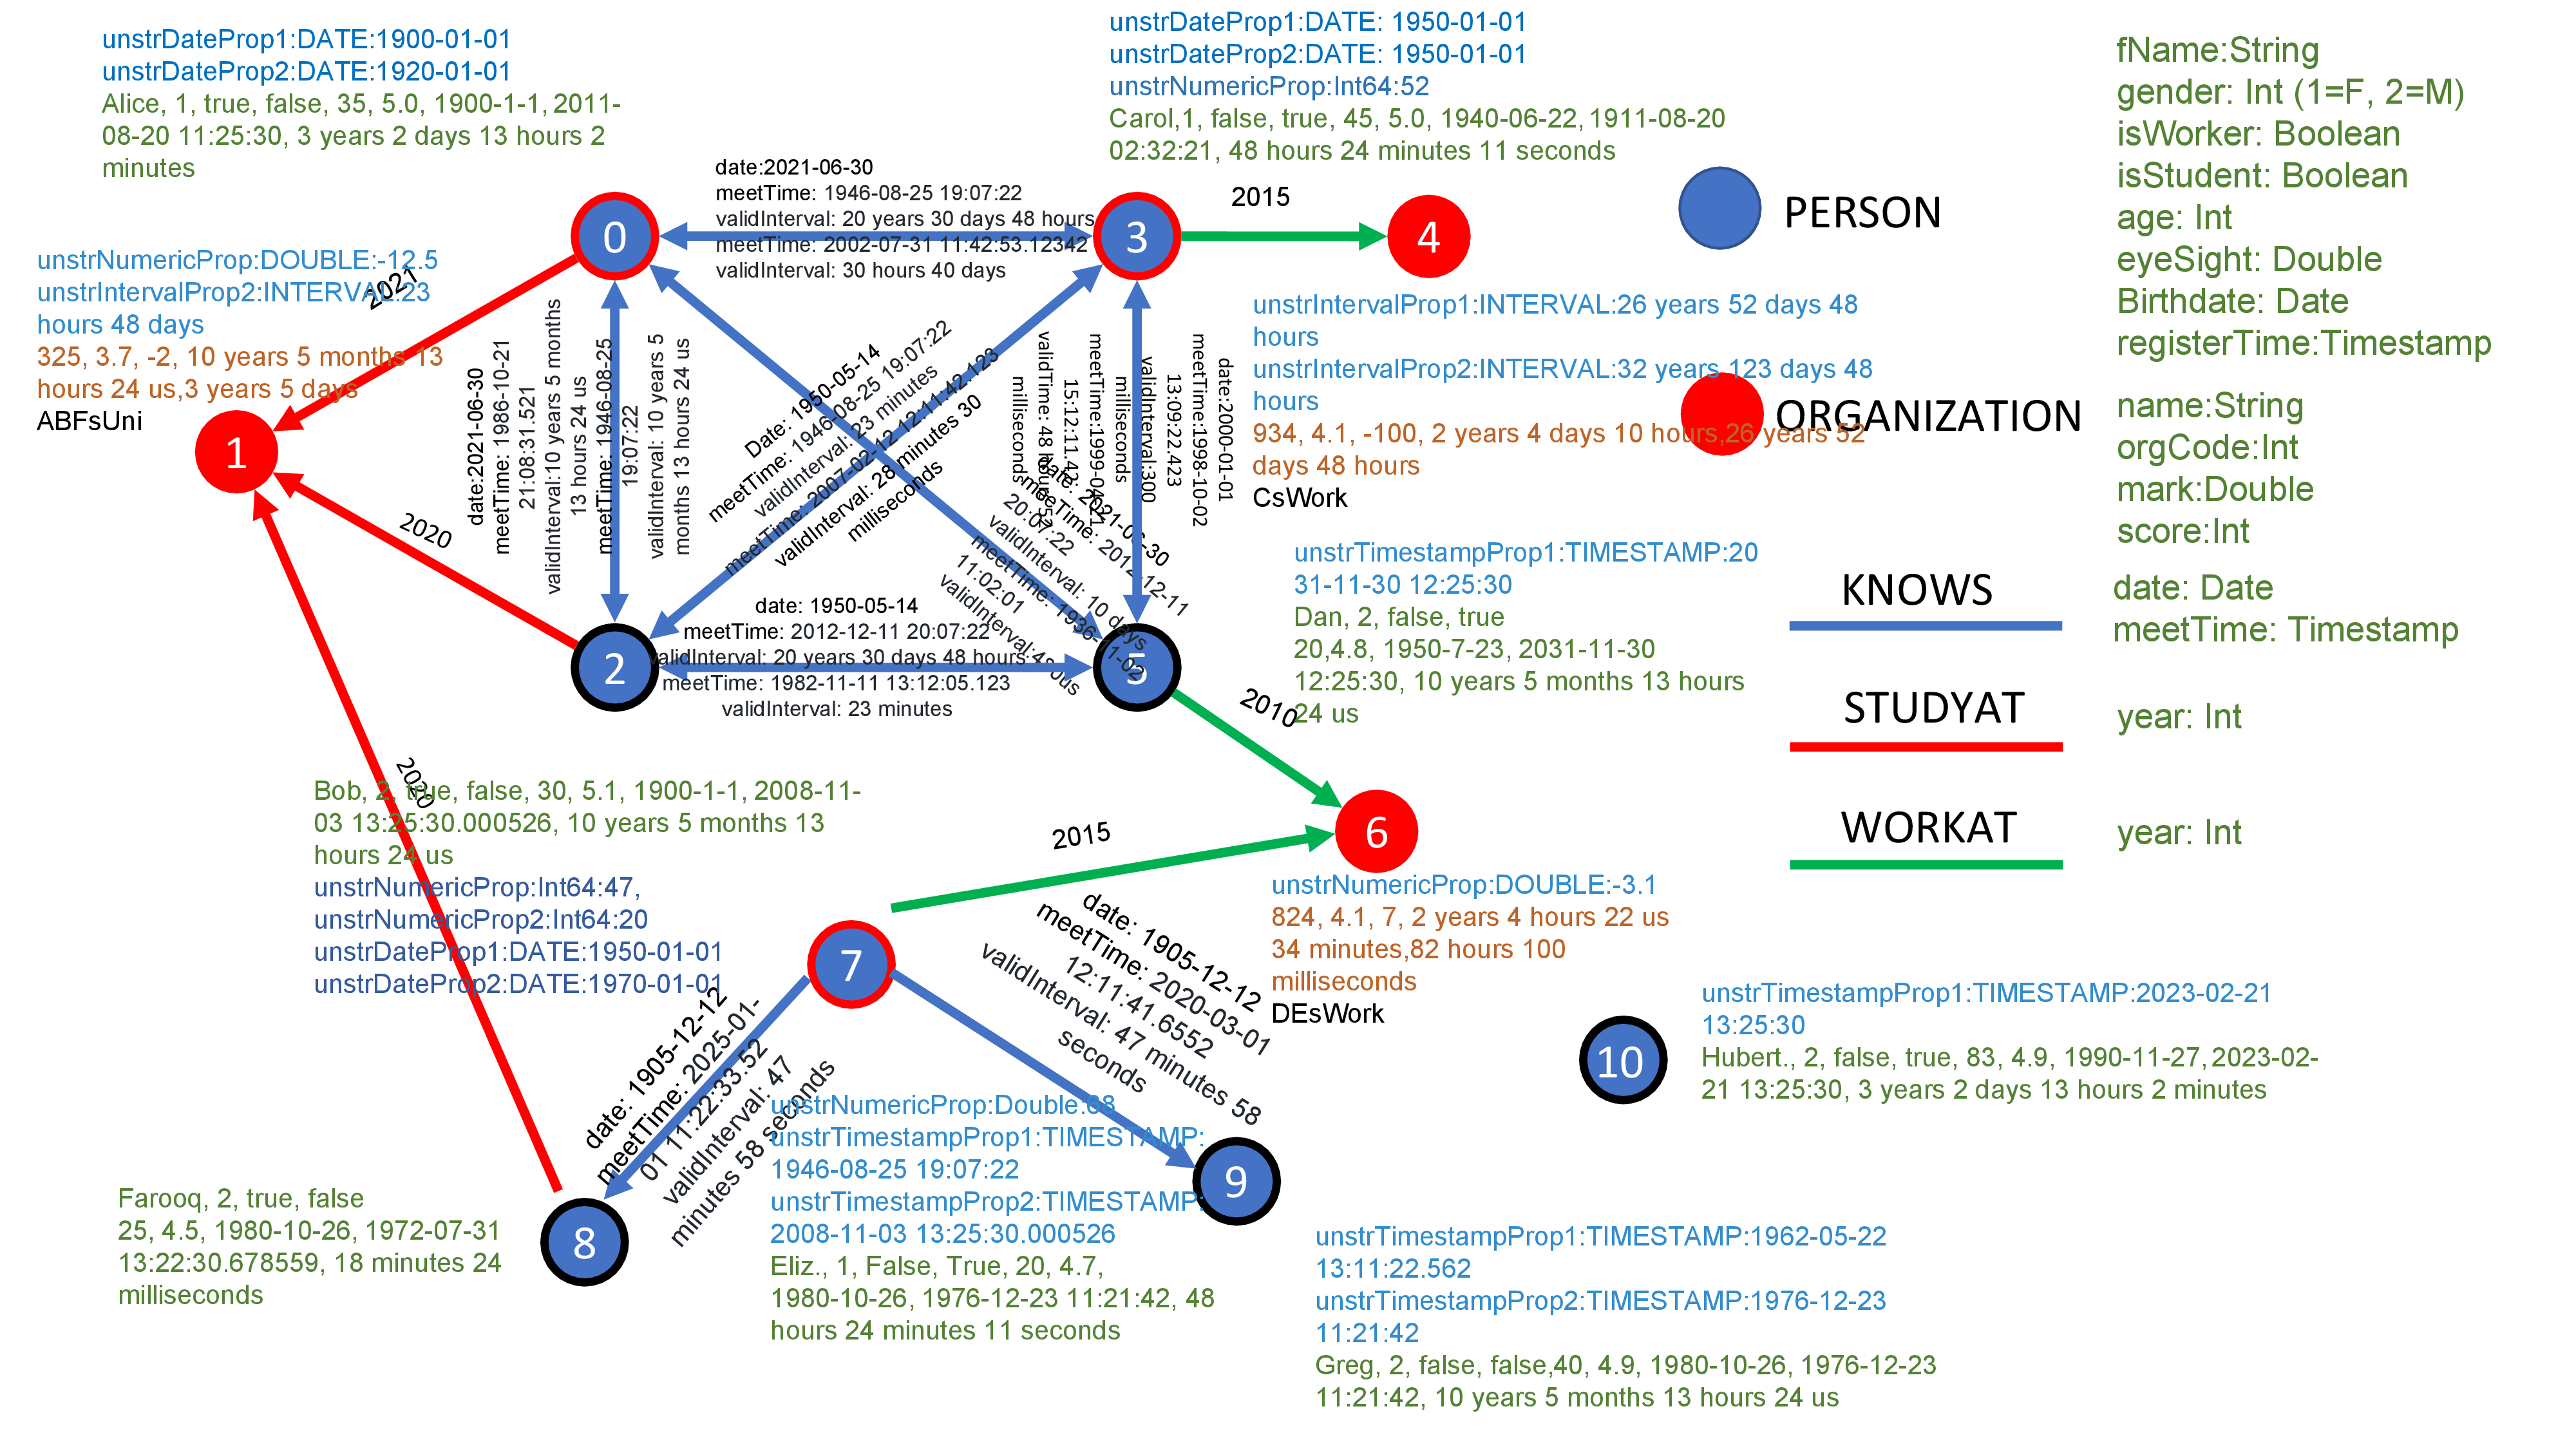 unstrDateProp1:DATE:1900-01-01
unstrDateProp2:DATE:1920-01-01
Alice, 1, true, false, 35, 5.0, 1900-1-1, 2011-
08-20 11:25:30, 3 years 2 days 13 hours 2
minutes
unstrDateProp1:DATE: 1950-01-01
unstrDateProp2:DATE: 1950-01-01
unstrNumericProp:Int64:52
Carol,1, false, true, 45, 5.0, 1940-06-22, 1911-08-20
02:32:21, 48 hours 24 minutes 11 seconds
fName:String
gender: Int (1=F, 2=M)
isWorker: Boolean
isStudent: Boolean
age: Int
eyeSight: Double
Birthdate: Date
registerTime:Timestamp
date:2021-06-30
meetTime: 1946-08-25 19:07:22
validInterval: 20 years 30 days 48 hours
meetTime: 2002-07-31 11:42:53.12342
validInterval: 30 hours 40 days
0
3
2015
4
PERSON
unstrNumericProp:DOUBLE:-12.5
unstrIntervalProp2:INTERVAL:23
hours 48 days
325, 3.7, -2, 10 years 5 months 13
hours 24 us,3 years 5 days
ABFsUni
2021
1
unstrIntervalProp1:INTERVAL:26 years 52 days 48
hours
unstrIntervalProp2:INTERVAL:32 years 123 days 48
hours
934, 4.1, -100, 2 years 4 days 10 hours,26 years 52
days 48 hours
CsWork
ORGANIZATION
name:String
orgCode:Int
mark:Double
score:Int
date:2021-06-30
meetTime: 1986-10-21
21:08:31.521
validInterval:10 years 5 months
13 hours 24 us
meetTime: 1946-08-25
19:07:22
validInterval: 10 years 5
months 13 hours 24 us
Date: 1950-05-14
meetTime: 1946-08-25 19:07:22
validInterval: 23 minutes
meetTime: 2007-02-12 12:11:42.123
validInterval: 28 minutes 30
milliseconds
date:2000-01-01
meetTime:1998-10-02
13:09:22.423
validInterval:300
milliseconds
meetTime:1999-04-
15:12:11.42
validTime: 48 hours
milliseconds
date: 2021-06-30
meetTime: 2012-12-11
20:07:22
validInterval: 10 days
meetTime: 1936-11-02
11:02:01
validInterval:48 ous
2020
date: 1950-05-14
meetTime: 2012-12-11 20:07:22
validInterval: 20 years 30 days 48 hours
meetTime: 1982-11-11 13:12:05.123
validInterval: 23 minutes
2
5
unstrTimestampProp1:TIMESTAMP:20
31-11-30 12:25:30
Dan, 2, false, true
20,4.8, 1950-7-23, 2031-11-30
12:25:30, 10 years 5 months 13 hours
24 us
2010
KNOWS
date: Date
meetTime: Timestamp
STUDYAT
year: Int
WORKAT
year: Int
2020
Bob, 2, true, false, 30, 5.1, 1900-1-1, 2008-11-
03 13:25:30.000526, 10 years 5 months 13
hours 24 us
unstrNumericProp:Int64:47,
unstrNumericProp2:Int64:20
unstrDateProp1:DATE:1950-01-01
unstrDateProp2:DATE:1970-01-01
2015
6
unstrNumericProp:DOUBLE:-3.1
824, 4.1, 7, 2 years 4 hours 22 us
34 minutes,82 hours 100
milliseconds
DEsWork
7
date: 1905-12-12
meetTime: 2020-03-01
12:11:41.6552
validInterval: 47 minutes 58
seconds
date: 1905-12-12
meetTime: 2025-01-
01 11:22:33.52
validInterval: 47
minutes 58 seconds
10
unstrTimestampProp1:TIMESTAMP:2023-02-21
13:25:30
Hubert., 2, false, true, 83, 4.9, 1990-11-27, 2023-02-
21 13:25:30, 3 years 2 days 13 hours 2 minutes
unstrNumericProp:Double:68
unstrTimestampProp1:TIMESTAMP:
1946-08-25 19:07:22
unstrTimestampProp2:TIMESTAMP:
2008-11-03 13:25:30.000526
Eliz., 1, False, True, 20, 4.7,
1980-10-26, 1976-12-23 11:21:42, 48
hours 24 minutes 11 seconds
9
Farooq, 2, true, false
25, 4.5, 1980-10-26, 1972-07-31
13:22:30.678559, 18 minutes 24
milliseconds
8
unstrTimestampProp1:TIMESTAMP:1962-05-22
13:11:22.562
unstrTimestampProp2:TIMESTAMP:1976-12-23
11:21:42
Greg, 2, false, false,40, 4.9, 1980-10-26, 1976-12-23
11:21:42, 10 years 5 months 13 hours 24 us